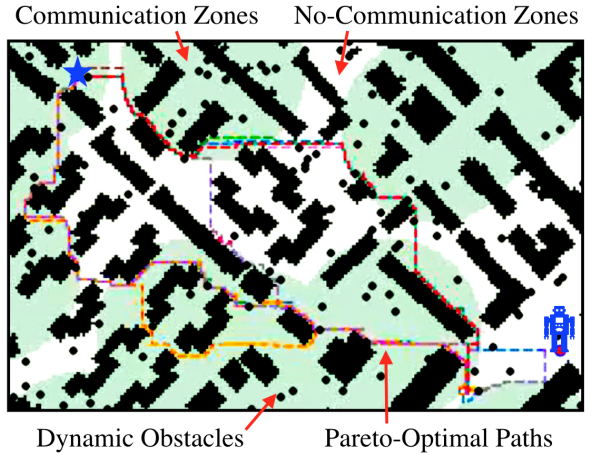 Communication Zones
No-Communication Zones
Dynamic Obstacles
Pareto-Optimal Paths